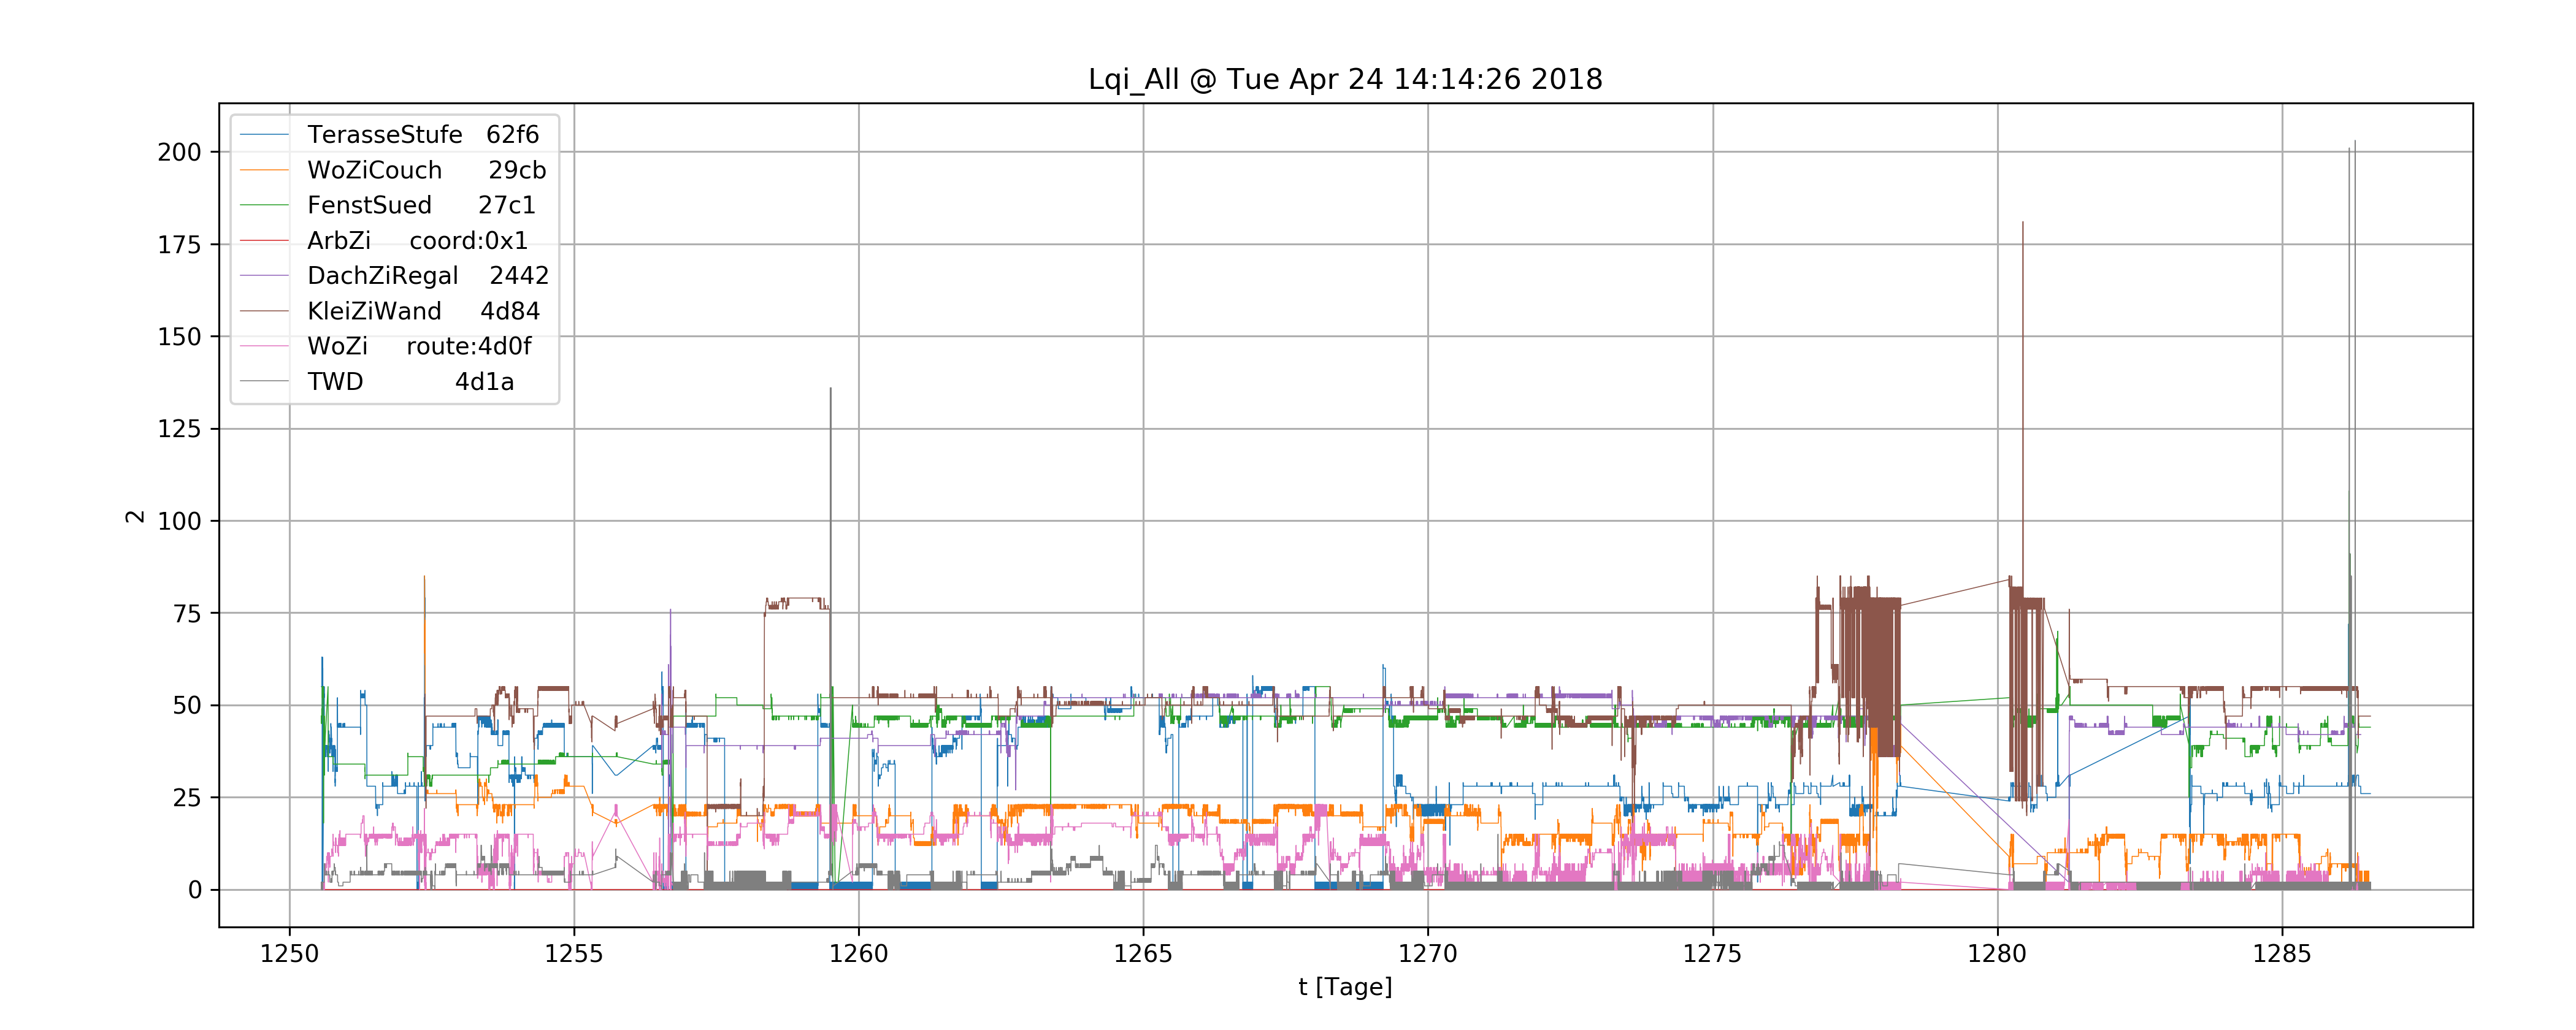 Lqi_All @ Tue Apr 24 14:14:26 2018
TerasseStufe 62f6
WoZiCouch 29cb
FenstSued 27c1
ArbZi coord:0x1
DachZiRegal 2442
KleiZiWand 4d84
WoZi route:4d0f
TWD 4d1a
200
175
150
125
100
75
50
25
0
2
1250 1255 1260 1265 1270 1275 1280 1285
t [Tage]